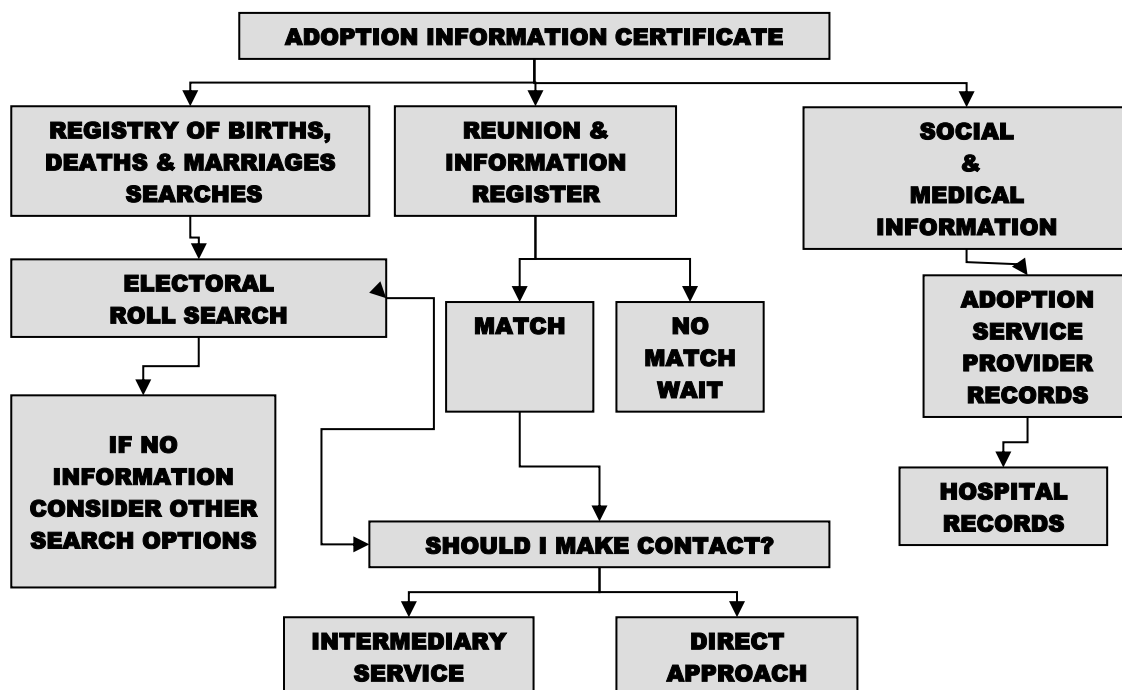 ADOPTION INFORMATION CERTIFICATE
REGISTRY OF BIRTHS,
DEATHS & MARRIAGES
SEARCHES
REUNION &
INFORMATION
REGISTER
SOCIAL
&
MEDICAL
INFORMATION
ELECTORAL
ROLL SEARCH
MATCH
NO
MATCH
WAIT
ADOPTION
SERVICE
PROVIDER
RECORDS
IF NO
INFORMATION
CONSIDER OTHER
SEARCH OPTIONS
HOSPITAL
RECORDS
SHOULD I MAKE CONTACT?
INTERMEDIARY
SERVICE
DIRECT
APPROACH